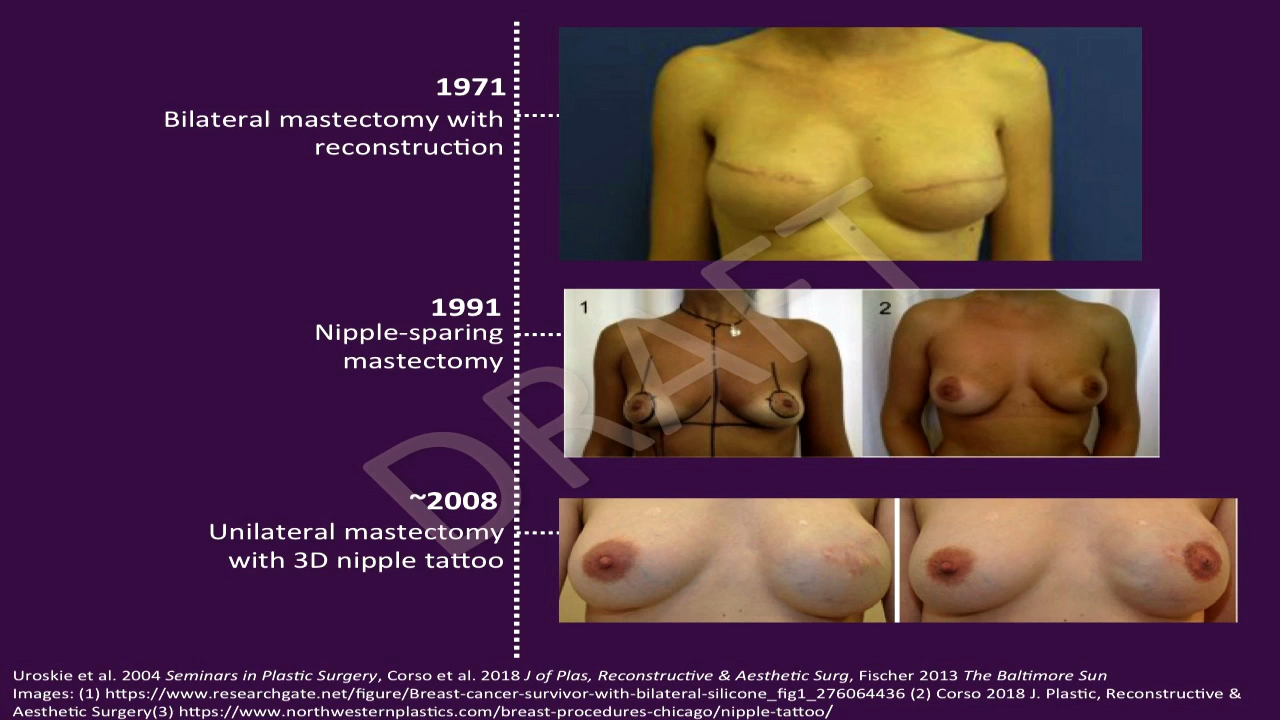 1971
Bilateral mastectomy with
reconstruction
1991
Nipple-sparing
mastectomy
1
2
~2008
Unilateral mastectomy
with 3D nipple tattoo
DRAFT
Uroskie et al. 2004 Seminars in Plastic Surgery, Corso et al. 2018 J of Plas, Reconstructive & Aesthetic Surg, Fischer 2013 The Baltimore Sun
Images: (1) https://www.researchgate.net/figure/Breast-cancer-survivor-with-bilateral-silicone_fig1_276064436 (2) Corso 2018 J. Plastic, Reconstructive &
Aesthetic Surgery(3) https://www.northwesternplastics.com/breast-procedures-chicago/nipple-tattoo/